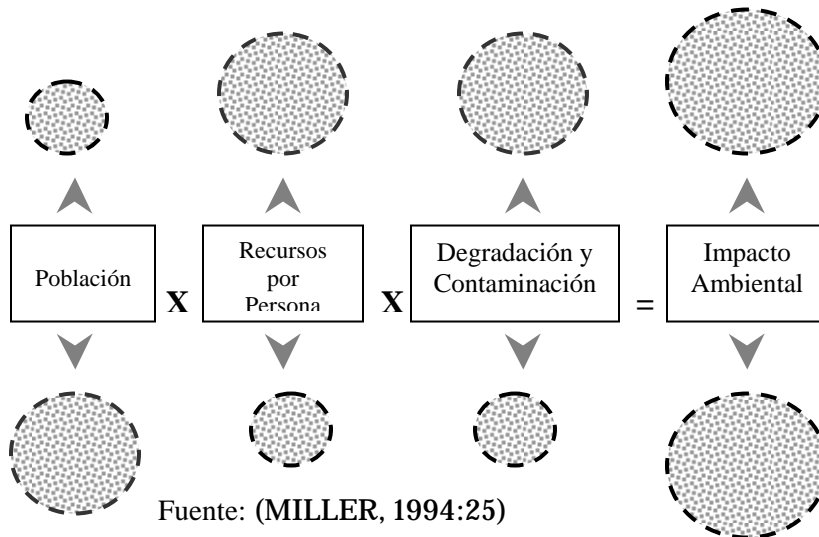 Población
X
Recursos
por
Persona
X
Degradación y
Contaminación
=
Impacto
Ambiental
Fuente: (MILLER, 1994:25)